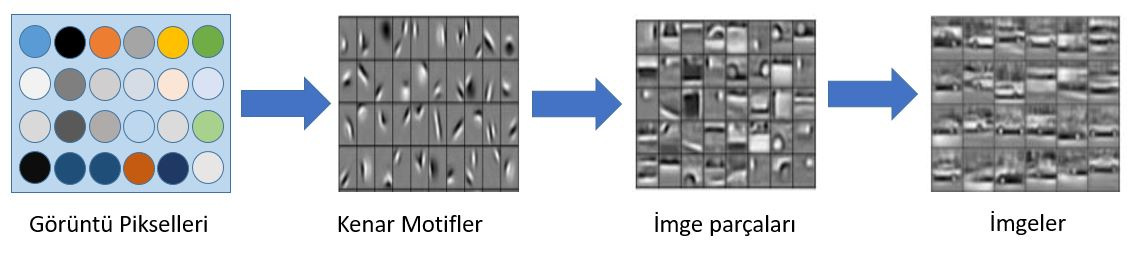 Görüntü Pikselleri
Kenar Motifler
İmge parçaları
İmgeler